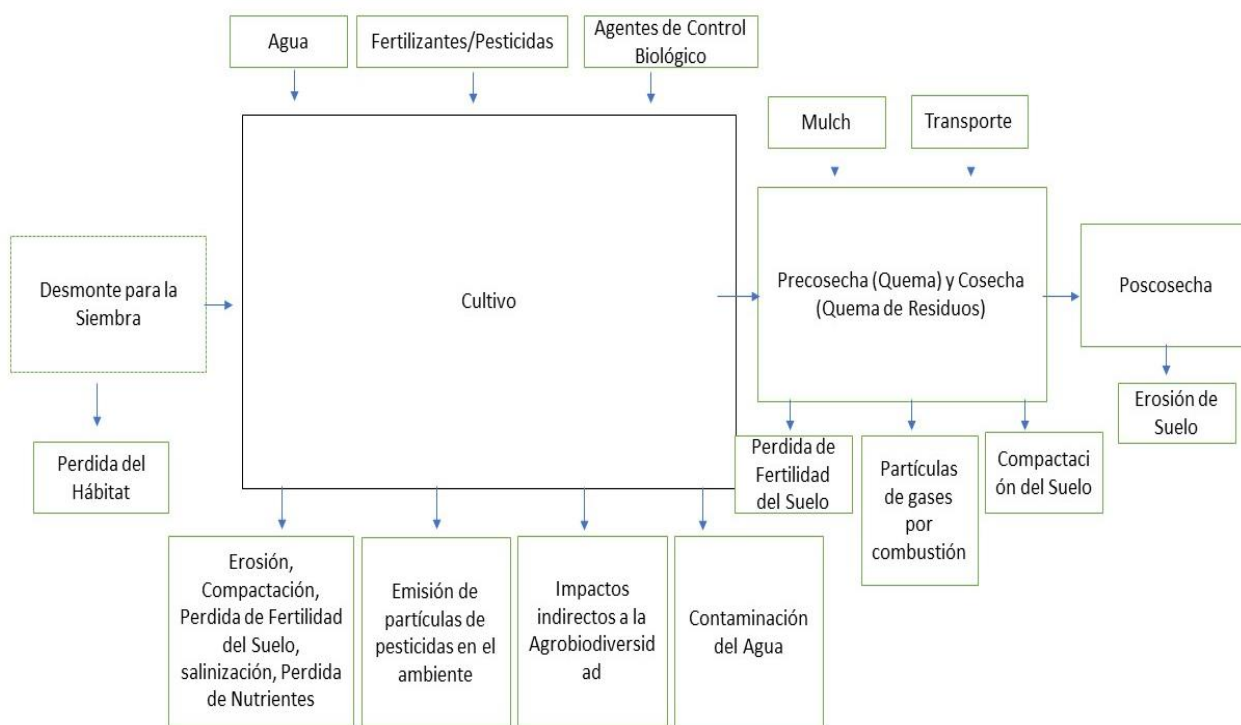 Agua
Fertilizantes/Pesticidas
Agentes de Control
Biológico
Mulch
Transporte
Desmonte para la
Siembra
Cultivo
Precosecha (Quema) y Cosecha
(Quema de Residuos)
Poscosecha
Perdida del
Hábitat
Erosión,
Compactación,
Perdida de Fertilidad
del Suelo,
salinización, Perdida
de Nutrientes
Emisión de
partículas de
pesticidas en el
ambiente
Impactos
indirectos a la
Agrobiodiversid
ad
Contaminación
del Agua
Perdida de
Fertilidad
del Suelo
Partículas
de gases
por
combustión
Compactaci
ón del Suelo
Erosión de
Suelo